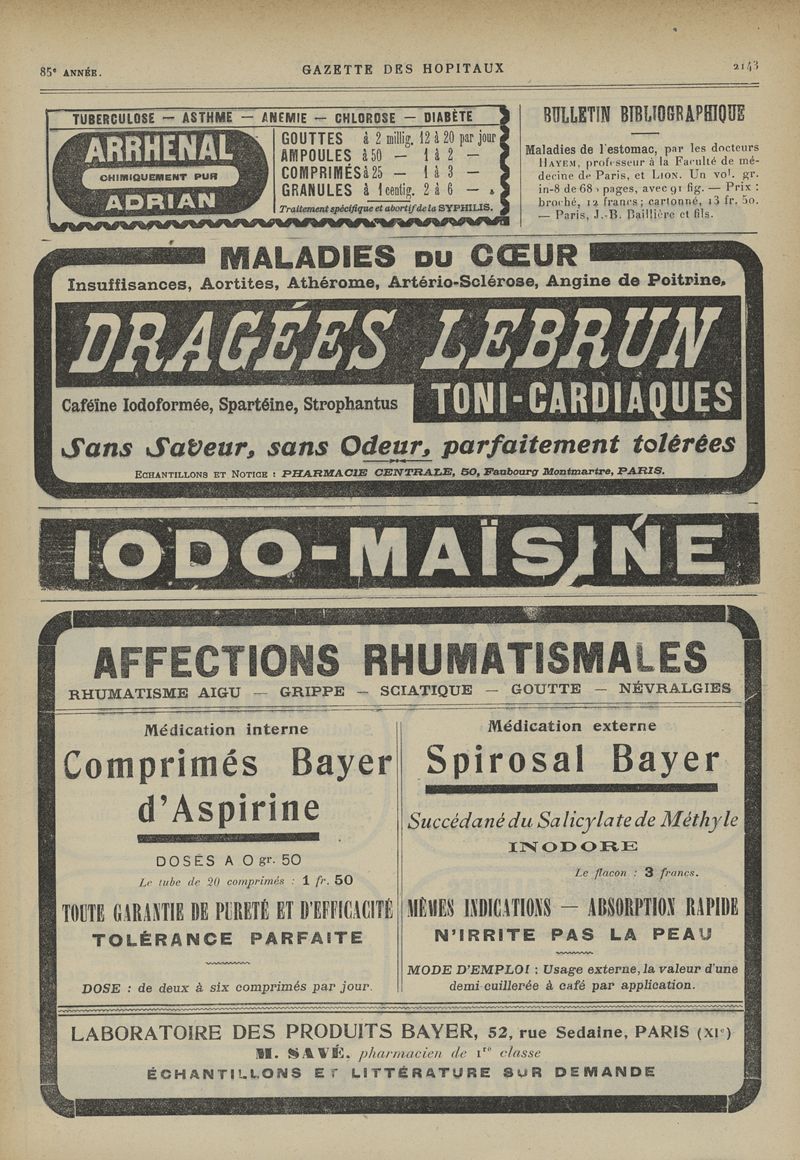 85e ANNÉE.
GAZETTE DES HOPITAUX
2143
TUBERCULOSE — ASTHME — ANEMIE — CHLOROSE — DIABÈTE
ARRHENAL
CHIMIQUEMENT PUR
ADRIAN
GOUTTES à 2 millig. 12 à 20 par jour
AMPOULES à 50 — 1 à 2 —
COMPRIMÉS à 25 — 1 à 3 —
GRANULES à 1 centig. 2 à 6 —
Traitement spécifique et abortif de la SYPHILIS.
BULLETIN BIBLIOGRAPHIQUE
Maladies de l'estomac, par les docteurs
HAYEM, professeur à la Faculté de mé-
decine de Paris, et LION. Un vol. gr.
in-8 de 68 pages, avec 91 fig. — Prix :
broché, 12 francs; cartonné, 13 fr. 50.
— Paris, J.-B. Baillière et fils.
MALADIES DU CŒUR
Insuffisances, Aortites, Athérome, Artério-Sclérose, Angine de Poitrine,
DRAGÉES LEBRUN
Caféine Iodoformée, Spartéine, Strophantus
TONI-CARDIAQUES
Sans Saveur, sans Odeur, parfaitement tolérées
ECHANTILLONS ET NOTICE : PHARMACIE CENTRALE, 50, Faubourg Montmartre, PARIS.
IODO-MAÏSINE
AFFECTIONS RHUMATISMALES
RHUMATISME AIGU — GRIPPE — SCIATIQUE — GOUTTE — NÉVRALGIES
Médication interne
Comprimés Bayer
d'Aspirine
DOSÉS A 0 gr. 50
Le tube de 20 comprimés : 1 fr. 50
TOUTE GARANTIE DE PURETÉ ET D'EFFICACITÉ
TOLÉRANCE PARFAITE
DOSE : de deux à six comprimés par jour.
Médication externe
Spirosal Bayer
Succédané du Salicylate de Méthyle
INODORE
Le flacon : 3 francs.
MÊMES INDICATIONS — ABSORPTION RAPIDE
N'IRRITE PAS LA PEAU
MODE D'EMPLOI : Usage externe, la valeur d'une
demi-cuillerée à café par application.
LABORATOIRE DES PRODUITS BAYER, 52, rue Sedaine, PARIS (XIe)
M. SAVÉ, pharmacien de 1re classe
ÉCHANTILLONS ET LITTÉRATURE SUR DEMANDE